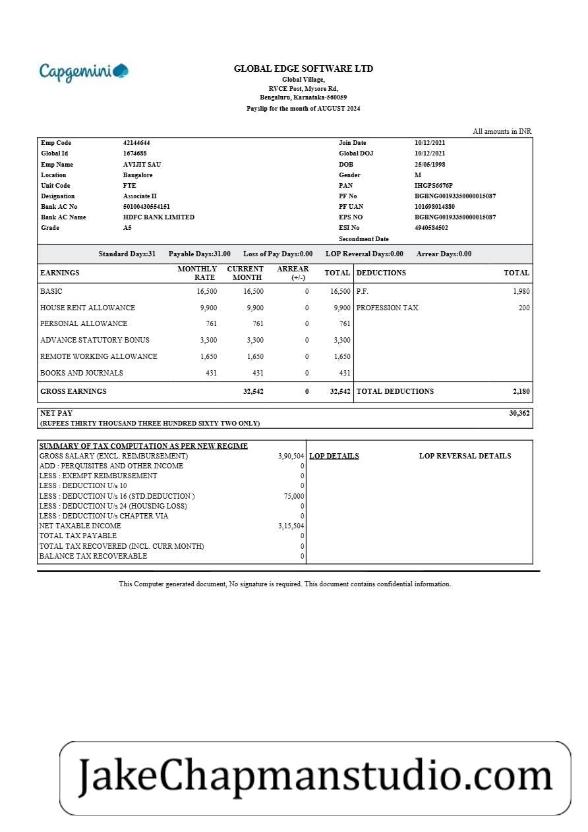 Capgemini
GLOBAL EDGE SOFTWARE LTD
Global Village,
RVCE Post, Mysore Rd,
Bengaluru, Karnataka-560059
Payslip for the month of AUGUST 2024
All amounts in INR
Emp Code 42144644 Join Date 10/12/2021
Global Id 1674688 Global DOJ 10/12/2021
Emp Name AVIJIT SAU DOB 25/05/1998
Location Bangalore Gender M
Unit Code FTE PAN IHGPS6676P
Designation Associate II PF No BGBNG00193350000015087
Bank AC No 50100430554151 PF UAN 101698014880
Bank AC Name HDFC BANK LIMITED EPS NO BGBNG00193350000015087
Grade A5 ESI No 4940584502
Secondment Date
Standard Days:31 Payable Days:31.00 Loss of Pay Days:0.00 LOP Reversal Days:0.00 Arrear Days:0.00
EARNINGS MONTHLY RATE CURRENT MONTH ARREAR (+/-) TOTAL DEDUCTIONS TOTAL
BASIC 16,500 16,500 0 16,500 P.F. 1,980
HOUSE RENT ALLOWANCE 9,900 9,900 0 9,900 PROFESSION TAX 200
PERSONAL ALLOWANCE 761 761 0 761
ADVANCE STATUTORY BONUS 3,300 3,300 0 3,300
REMOTE WORKING ALLOWANCE 1,650 1,650 0 1,650
BOOKS AND JOURNALS 431 431 0 431
GROSS EARNINGS 32,542 0 32,542 TOTAL DEDUCTIONS 2,180
NET PAY 30,362
(RUPEES THIRTY THOUSAND THREE HUNDRED SIXTY TWO ONLY)
SUMMARY OF TAX COMPUTATION AS PER NEW REGIME
GROSS SALARY (EXCL. REIMBURSEMENT) 3,90,504 LOP DETAILS LOP REVERSAL DETAILS
ADD : PERQUISITES AND OTHER INCOME 0
LESS : EXEMPT REIMBURSEMENT 0
LESS : DEDUCTION U/s 10 0
LESS : DEDUCTION U/s 16 (STD.DEDUCTION ) 75,000
LESS : DEDUCTION U/s 24 (HOUSING LOSS) 0
LESS : DEDUCTION U/s CHAPTER VIA 0
NET TAXABLE INCOME 3,15,504
TOTAL TAX PAYABLE 0
TOTAL TAX RECOVERED (INCL. CURR MONTH) 0
BALANCE TAX RECOVERABLE 0
This Computer generated document, No signature is required. This document contains confidential information.
JakeChapmanstudio.com